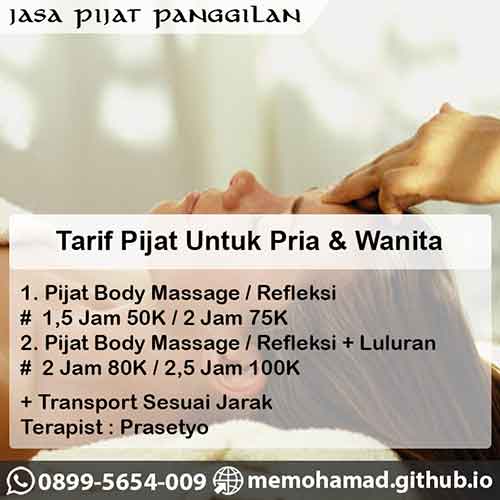 JASA PIJAT PANGGILAN
Tarif Pijat Untuk Pria & Wanita
1. Pijat Body Massage / Refleksi
# 1,5 Jam 50K / 2 Jam 75K
2. Pijat Body Massage / Refleksi + Luluran
# 2 Jam 80K / 2,5 Jam 100K
+ Transport Sesuai Jarak
Terapist : Prasetyo
0899-5654-009 memohamad.github.io